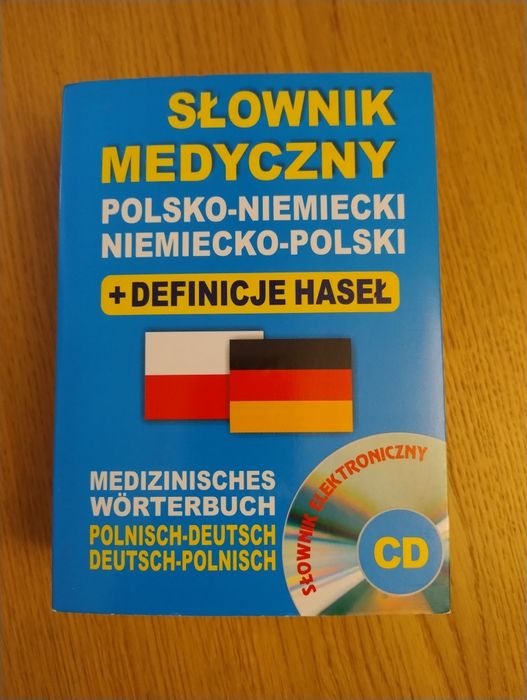 SŁOWNIK
MEDYCZNY
POLSKO-NIEMIECKI
NIEMIECKO-POLSKI
+ DEFINICJE HASEŁ
MEDIZINISCHES
WÖRTERBUCH
POLNISCH-DEUTSCH
DEUTSCH-POLNISCH
SŁOWNIK ELEKTRONICZNY
CD